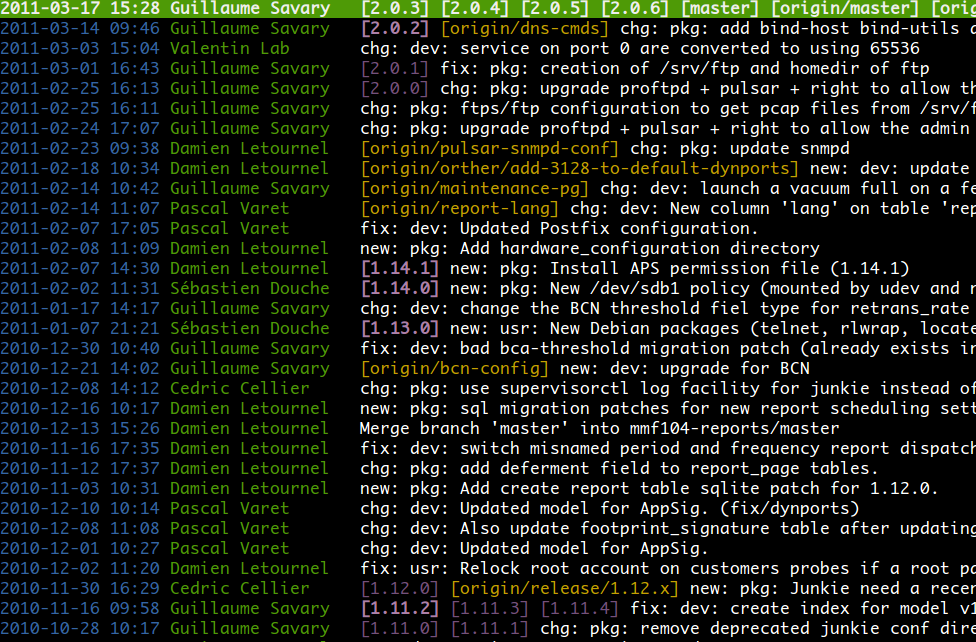 2011-03-17 15:28 Guillaume Savary [2.0.3] [2.0.4] [2.0.5] [2.0.6] [master] [origin/master]
2011-03-14 09:46 Guillaume Savary [2.0.2] [origin/dns-cmds] chg: pkg: add bind-host bind-utils
2011-03-03 15:04 Valentin Lab chg: dev: service on port 0 are converted to using 65536
2011-03-01 16:43 Guillaume Savary [2.0.1] fix: pkg: creation of /srv/ftp and homedir of ftp
2011-02-25 16:13 Guillaume Savary [2.0.0] chg: pkg: upgrade proftpd + pulsar + right to allow
2011-02-25 16:11 Guillaume Savary chg: pkg: ftps/ftp configuration to get pcap files from
2011-02-24 17:07 Guillaume Savary chg: pkg: upgrade proftpd + pulsar + right to allow the admin
2011-02-23 09:38 Damien Letournel [origin/pulsar-snmpd-conf] chg: pkg: update snmpd
2011-02-18 10:34 Damien Letournel [origin/orther/add-3128-to-default-dynports] new: dev: update
2011-02-14 10:42 Guillaume Savary [origin/maintenance-pg] chg: dev: launch a vacuum full on a
2011-02-14 11:07 Pascal Varet [origin/report-lang] chg: dev: New column 'lang' on table
2011-02-07 17:05 Pascal Varet fix: dev: Updated Postfix configuration.
2011-02-08 11:09 Damien Letournel new: pkg: Add hardware_configuration directory
2011-02-07 14:30 Damien Letournel [1.14.1] new: pkg: Install APS permission file (1.14.1)
2011-02-02 11:31 Sébastien Douche [1.14.0] new: pkg: New /dev/sdb1 policy (mounted by udev and
2011-01-17 14:17 Guillaume Savary chg: dev: change the BCN threshold fiel type for retrans_rate
2011-01-07 21:21 Sébastien Douche [1.13.0] new: usr: New Debian packages (telnet, rlwrap,
2010-12-30 10:40 Guillaume Savary fix: dev: bad bca-threshold migration patch (already exists
2010-12-21 14:02 Guillaume Savary [origin/bcn-config] new: dev: upgrade for BCN
2010-12-08 14:12 Cedric Cellier chg: pkg: use supervisorctl log facility for junkie instead of
2010-12-16 10:17 Damien Letournel new: pkg: sql migration patches for new report scheduling
2010-12-13 15:26 Damien Letournel Merge branch 'master' into mmf104-reports/master
2010-11-16 17:35 Damien Letournel fix: dev: switch misnamed period and frequency report
2010-11-12 17:37 Damien Letournel chg: pkg: add deferment field to report_page tables.
2010-11-03 10:31 Damien Letournel new: pkg: Add create report table sqlite patch for 1.12.0.
2010-12-10 10:14 Pascal Varet chg: dev: Updated model for AppSig. (fix/dynports)
2010-12-08 11:08 Pascal Varet chg: dev: Also update footprint_signature table after updating
2010-12-01 10:27 Pascal Varet chg: dev: Updated model for AppSig.
2010-12-02 11:20 Damien Letournel fix: usr: Relock root account on customers probes if a root
2010-11-30 16:29 Cedric Cellier [1.12.0] [origin/release/1.12.x] new: pkg: Junkie need a
2010-11-16 09:58 Guillaume Savary [1.11.2] [1.11.3] [1.11.4] fix: dev: create index for model
2010-10-28 10:17 Guillaume Savary [1.11.0] [1.11.1] chg: pkg: remove deprecated junkie conf